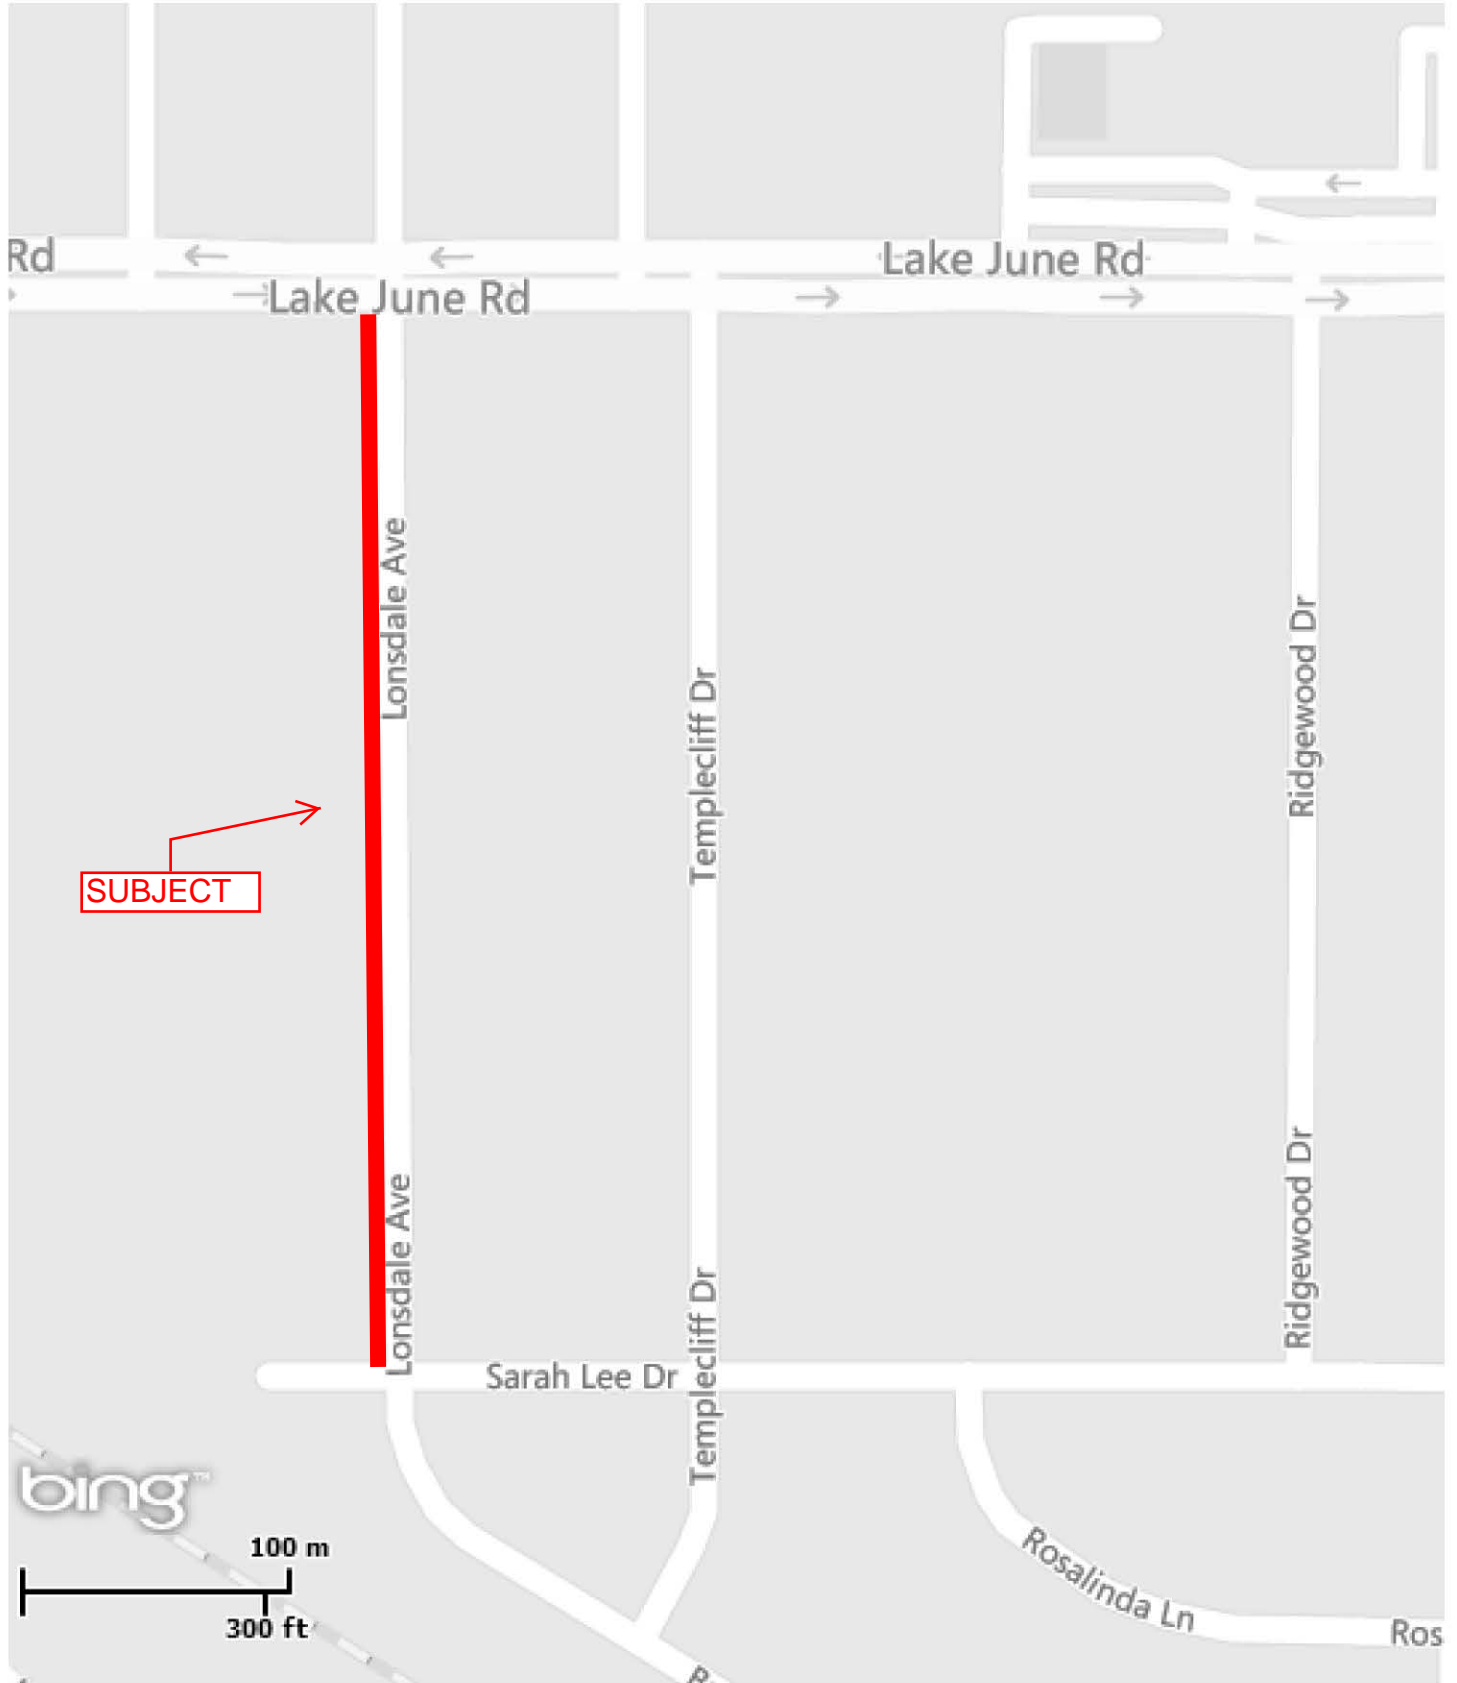 Rd
Lake June Rd
Lake June Rd
Lonsdale Ave
Ridgewood Dr
Templecliff Dr
SUBJECT
Ridgewood Dr
Lonsdale Ave
Templecliff Dr
Sarah Lee Dr
bing™
100 m
300 ft
Rosalinda Ln
Ros